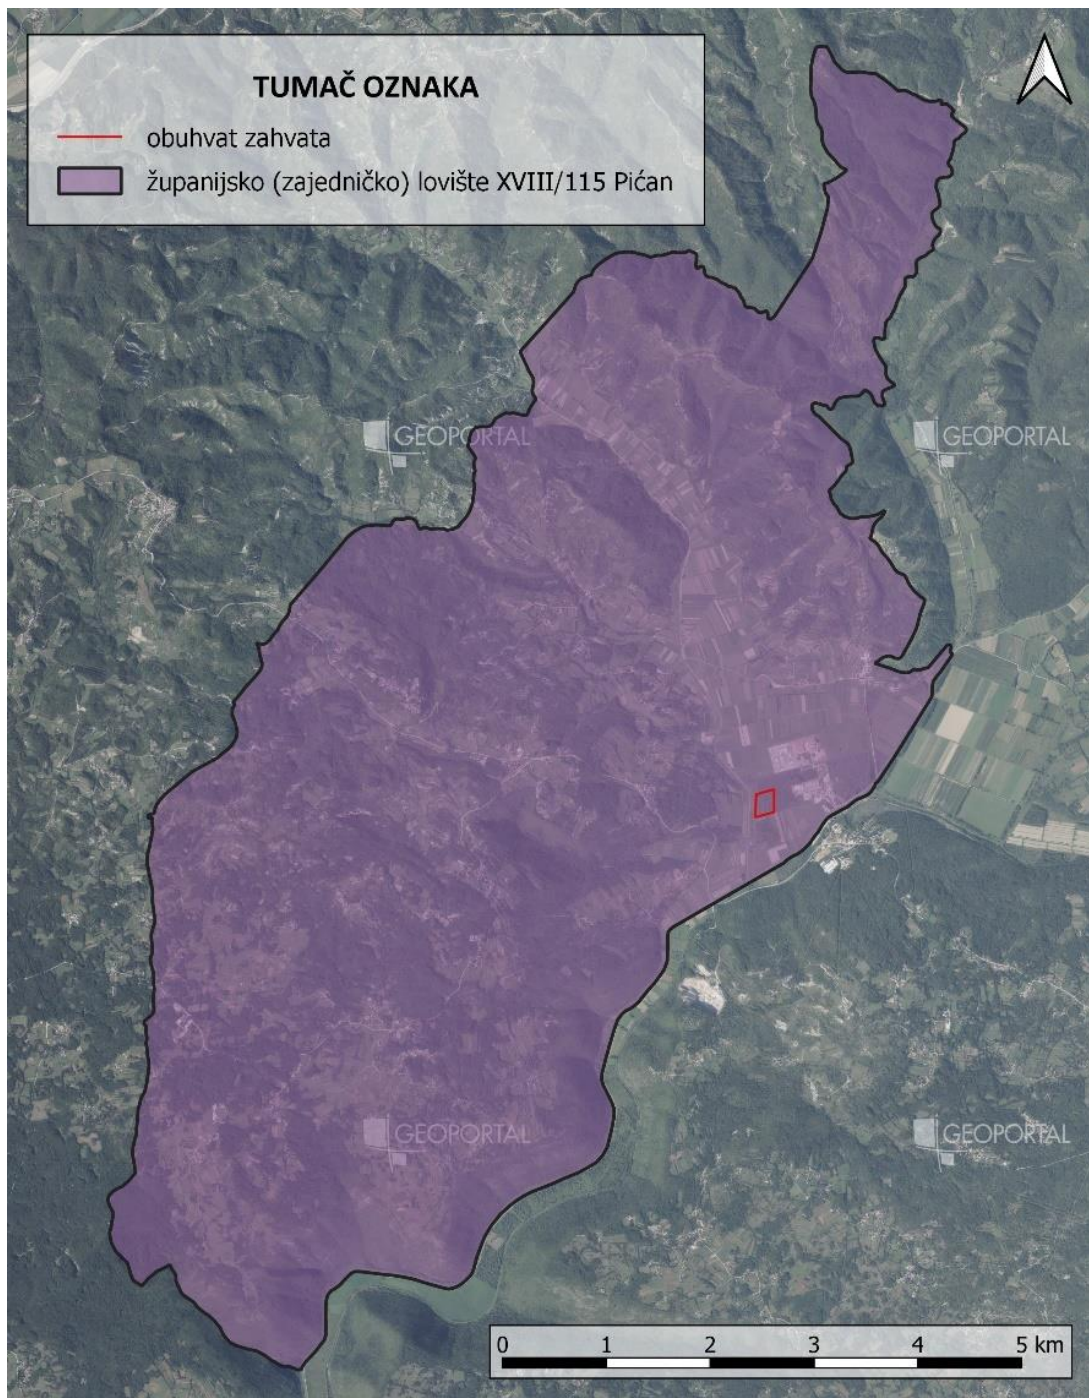 TUMAČ OZNAKA
obuhvat zahvata
županijsko (zajedničko) lovište XVIII/115 Pićan
GEOPORTAL
GEOPORTAL
GEOPORTAL
GEOPORTAL
0 1 2 3 4 5 km